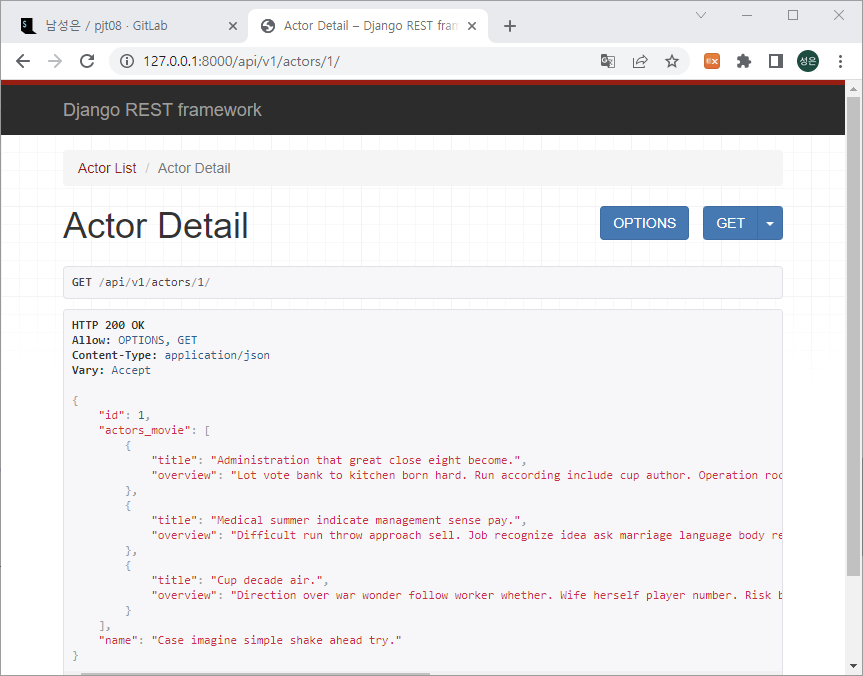 남성은 / pjt08 · GitLab
Actor Detail – Django REST fram
127.0.0.1:8000/api/v1/actors/1/
성은
Django REST framework
Actor List / Actor Detail
Actor Detail
OPTIONS
GET
GET /api/v1/actors/1/
HTTP 200 OK
Allow: OPTIONS, GET
Content-Type: application/json
Vary: Accept
{
"id": 1,
"actors_movie": [
{
"title": "Administration that great close eight become.",
"overview": "Lot vote bank to kitchen born hard. Run according include cup author. Operation roo
},
{
"title": "Medical summer indicate management sense pay.",
"overview": "Difficult run throw approach sell. Job recognize idea ask marriage language body re
},
{
"title": "Cup decade air.",
"overview": "Direction over war wonder follow worker whether. Wife herself player number. Risk b
}
],
"name": "Case imagine simple shake ahead try."
}